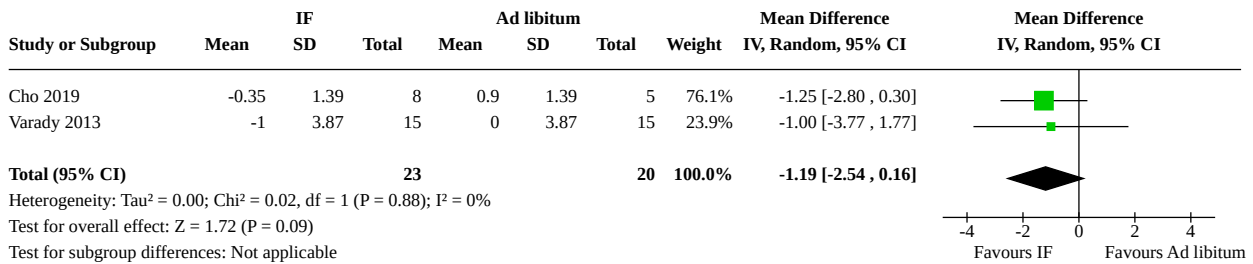 IF Ad libitum Mean Difference Mean Difference
Study or Subgroup Mean SD Total Mean SD Total Weight IV, Random, 95% CI IV, Random, 95% CI
Cho 2019 -0.35 1.39 8 0.9 1.39 5 76.1% -1.25 [-2.80 , 0.30]
Varady 2013 -1 3.87 15 0 3.87 15 23.9% -1.00 [-3.77 , 1.77]
Total (95% CI) 23 20 100.0% -1.19 [-2.54 , 0.16]
Heterogeneity: Tau² = 0.00; Chi² = 0.02, df = 1 (P = 0.88); I² = 0%
Test for overall effect: Z = 1.72 (P = 0.09)
-4 -2 0 2 4
Test for subgroup differences: Not applicable Favours IF Favours Ad libitum